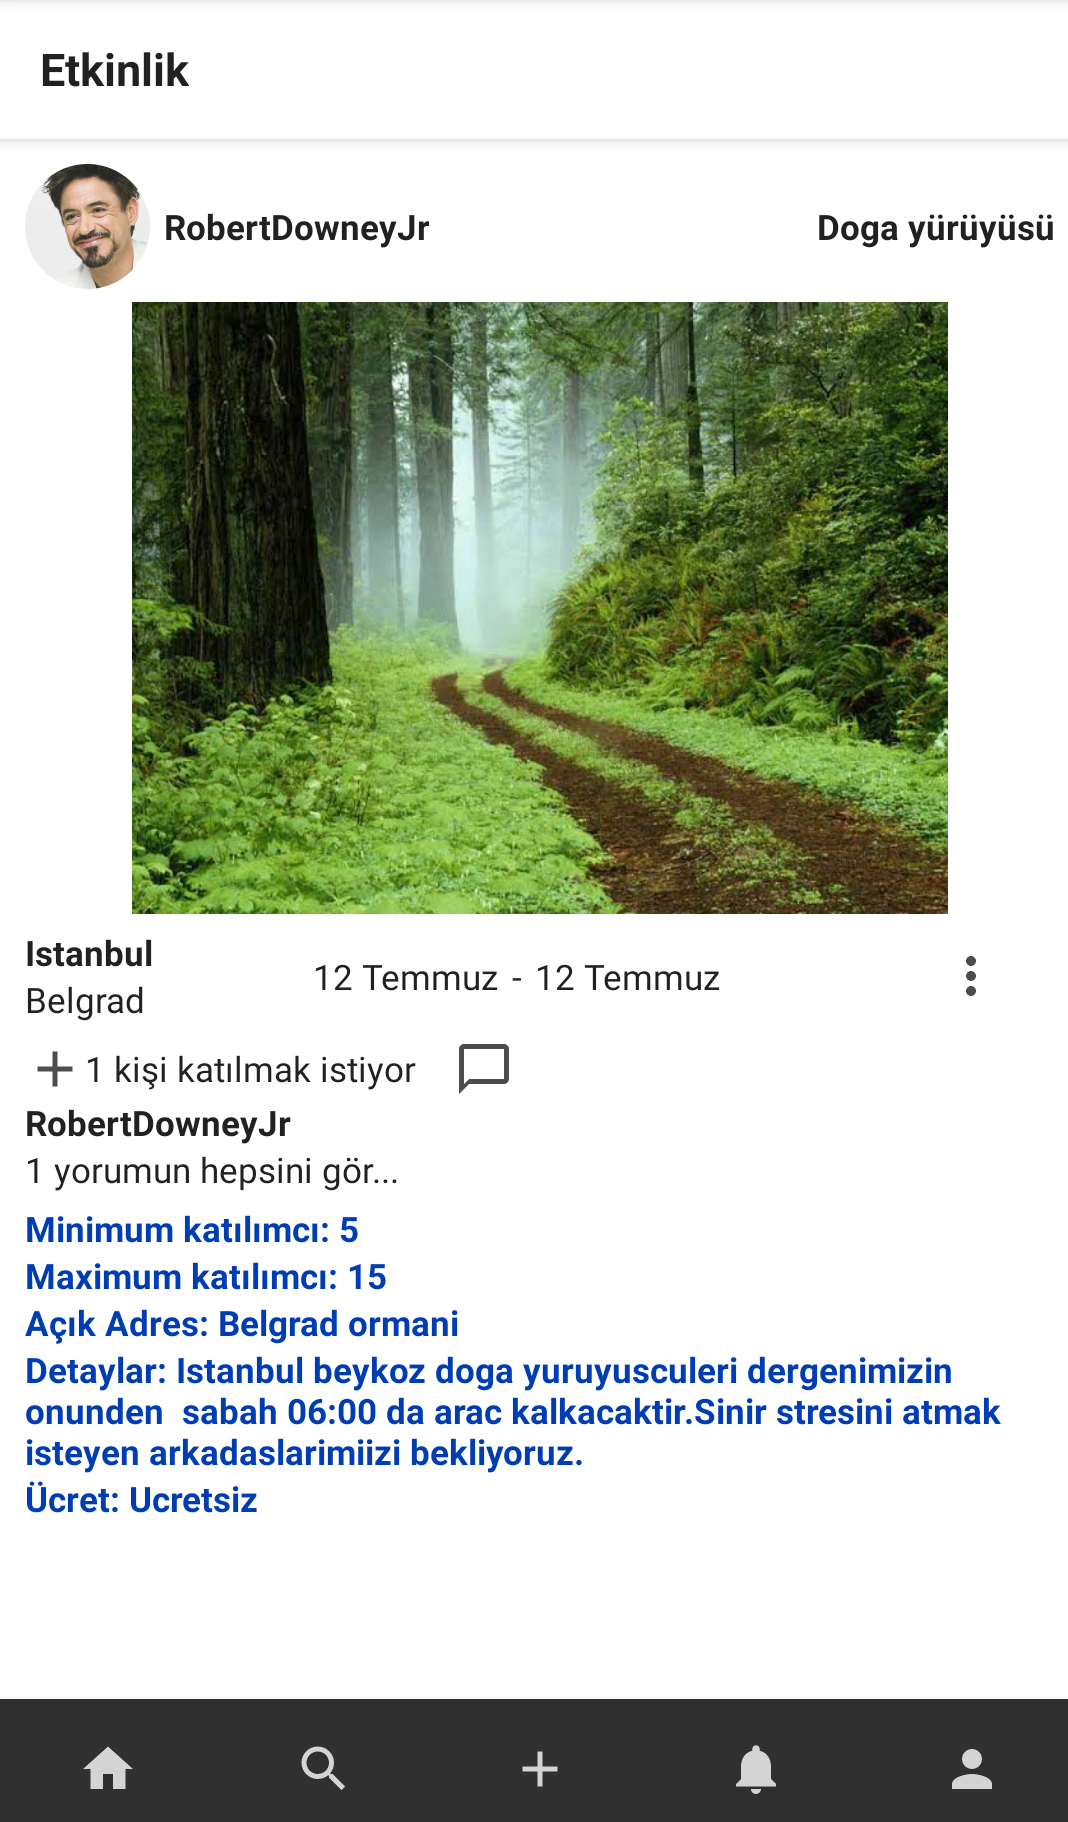 Etkinlik
RobertDowneyJr
Doga yürüyüsü
Istanbul
Belgrad
12 Temmuz - 12 Temmuz
1 kişi katılmak istiyor
RobertDowneyJr
1 yorumun hepsini gör...
Minimum katılımcı: 5
Maximum katılımcı: 15
Açık Adres: Belgrad ormani
Detaylar: Istanbul beykoz doga yuruyusculeri dergenimizin
onunden  sabah 06:00 da arac kalkacaktir.Sinir stresini atmak
isteyen arkadaslarimiizi bekliyoruz.
Ücret: Ucretsiz